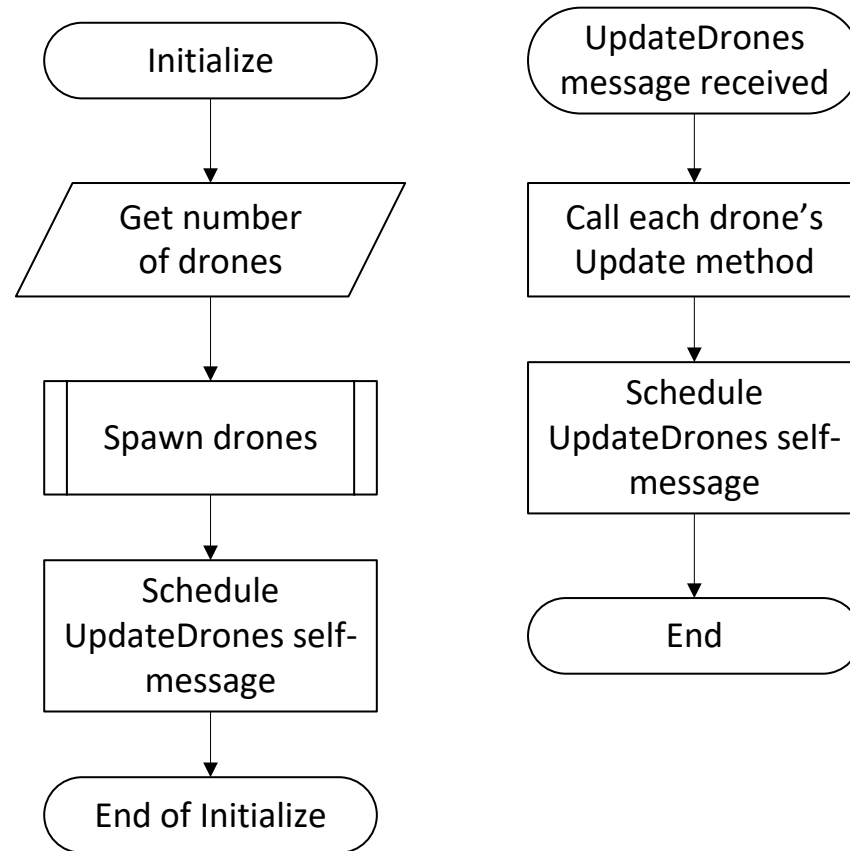 Initialize
Get number
of drones
Spawn drones
Schedule
UpdateDrones self-
message
End of Initialize
UpdateDrones
message received
Call each drone’s
Update method
Schedule
UpdateDrones self-
message
End